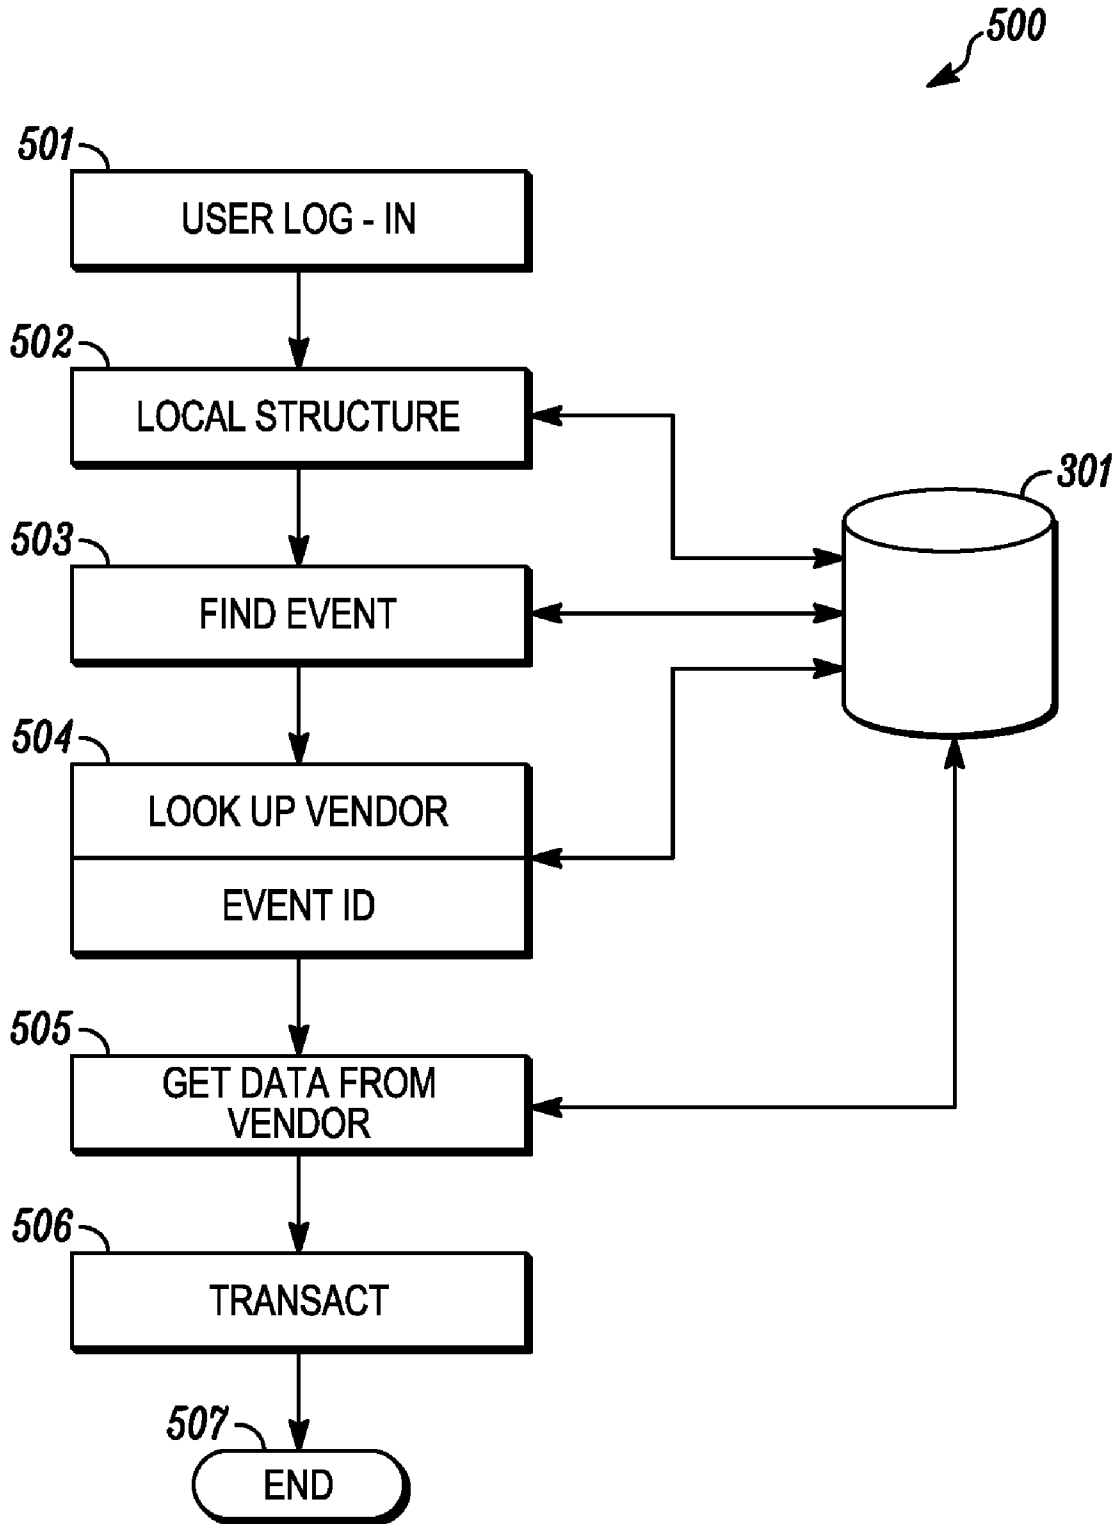 500
501
USER LOG - IN
502
LOCAL STRUCTURE
301
503
FIND EVENT
504
LOOK UP VENDOR
EVENT ID
505
GET DATA FROM
VENDOR
506
TRANSACT
507
END